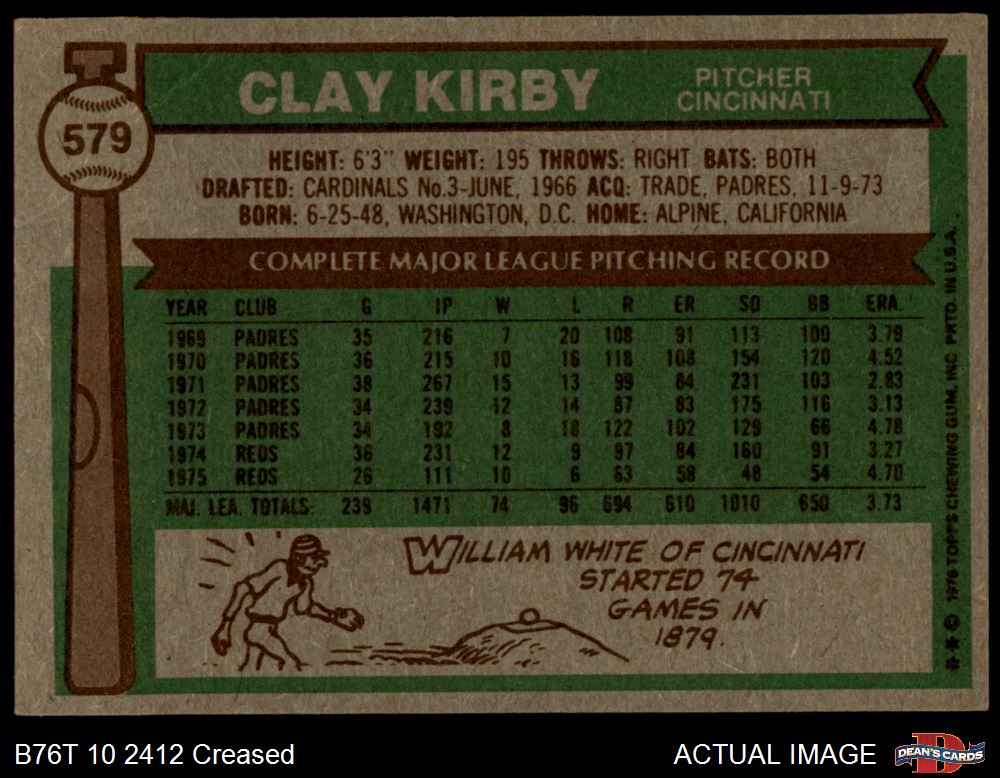 579
CLAY KIRBY
PITCHER
CINCINNATI
HEIGHT: 6'3" WEIGHT: 195 THROWS: RIGHT BATS: BOTH
DRAFTED: CARDINALS No.3-JUNE, 1966 ACQ: TRADE, PADRES, 11-9-73
BORN: 6-25-48, WASHINGTON, D.C. HOME: ALPINE, CALIFORNIA
COMPLETE MAJOR LEAGUE PITCHING RECORD
YEAR CLUB G IP W L R ER SO BB ERA.
1969 PADRES 35 216 7 20 108 91 113 100 3.79
1970 PADRES 36 215 10 16 118 108 154 120 4.52
1971 PADRES 38 267 15 13 99 84 231 103 2.83
1972 PADRES 34 239 12 14 87 83 175 116 3.13
1973 PADRES 34 192 8 18 122 102 129 66 4.78
1974 REDS 36 231 12 9 97 84 160 91 3.27
1975 REDS 26 111 10 6 63 58 48 54 4.70
MAJ. LEA. TOTALS: 239 1471 74 96 694 610 1010 650 3.73
WILLIAM WHITE OF CINCINNATI
STARTED 74
GAMES IN
1879.
** © 1976 TOPPS CHEWING GUM, INC PRTD. IN U.S.A.
B76T 10 2412 Creased
ACTUAL IMAGE
DEAN'S CARDS